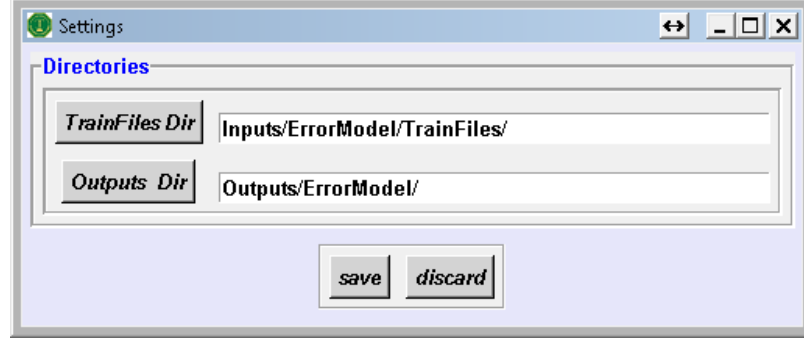 Settings
Directories
TrainFiles Dir Inputs/ErrorModel/TrainFiles/
Outputs Dir Outputs/ErrorModel/
save discard